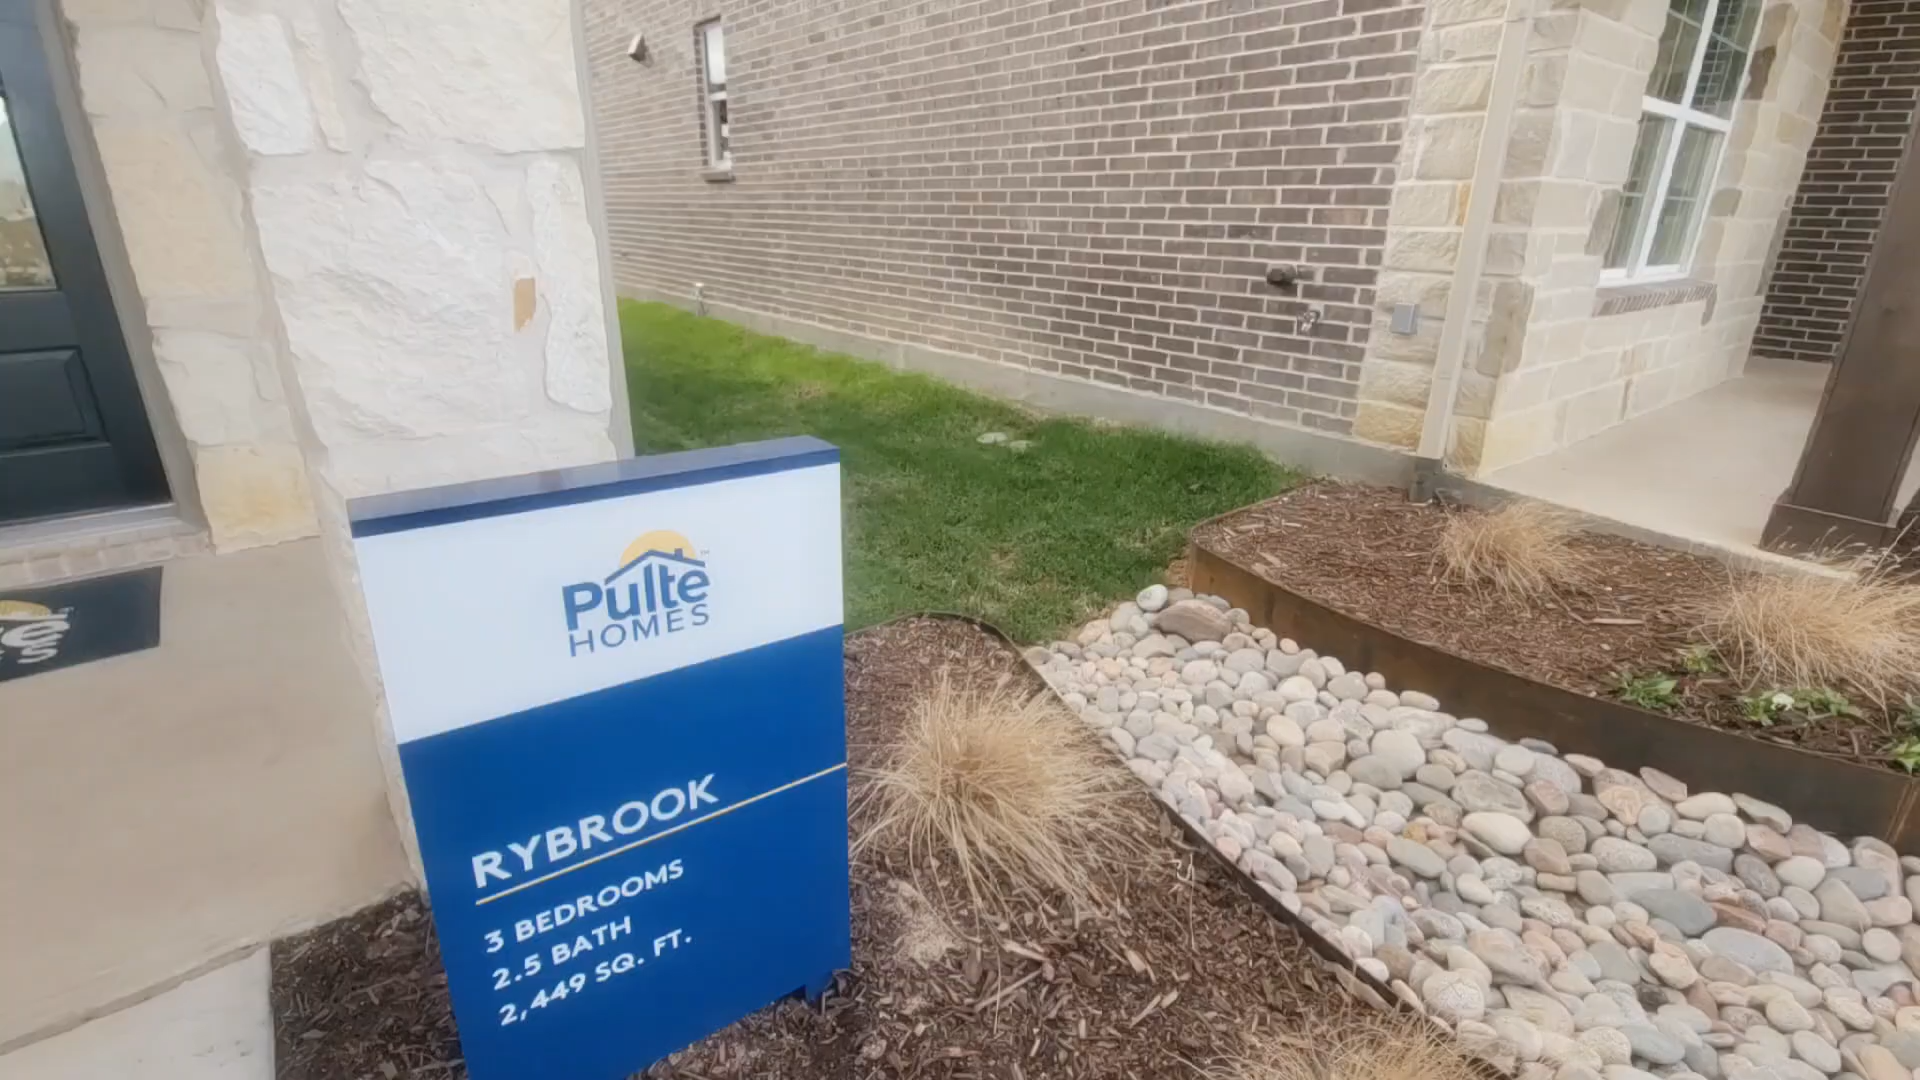 Pulte
HOMES
RYBROOK
3 BEDROOMS
2.5 BATH
2,449 SQ. FT.